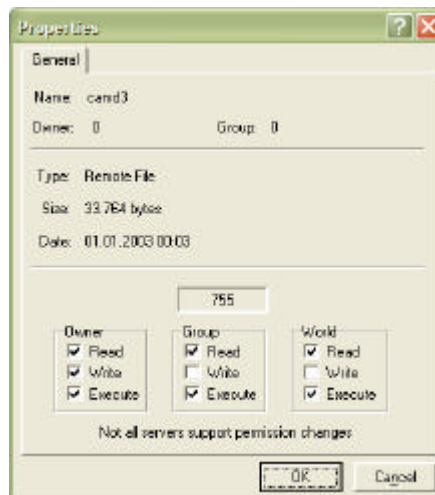 Properties
General
Name: camd3
Owner: 0 Group: 0
Type: Remote File
Size: 33.764 bytes
Date: 01.01.2003 00:03
755
Owner Group World
Read Read Read
Write Write Write
Execute Execute Execute
Not all servers support permission changes
OK Cancel